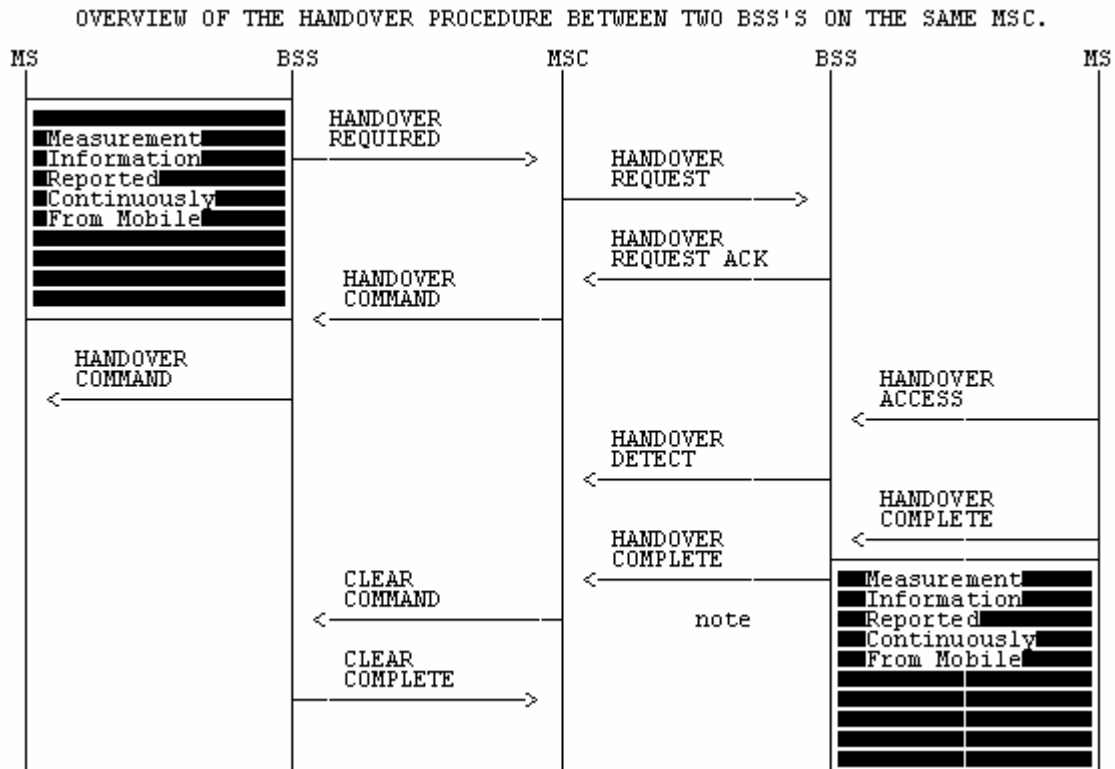 OVERVIEW OF THE HANDOVER PROCEDURE BETWEEN TWO BSS'S ON THE SAME MSC.
MS BSS MSC BSS MS
HANDOVER
REQUIRED
Measurement
Information
Reported
Continuously
From Mobile
HANDOVER
REQUEST
HANDOVER
REQUEST ACK
HANDOVER
COMMAND
HANDOVER
COMMAND
HANDOVER
ACCESS
HANDOVER
DETECT
HANDOVER
COMPLETE
HANDOVER
COMPLETE
CLEAR
COMMAND
note
Measurement
Information
Reported
Continuously
From Mobile
CLEAR
COMPLETE